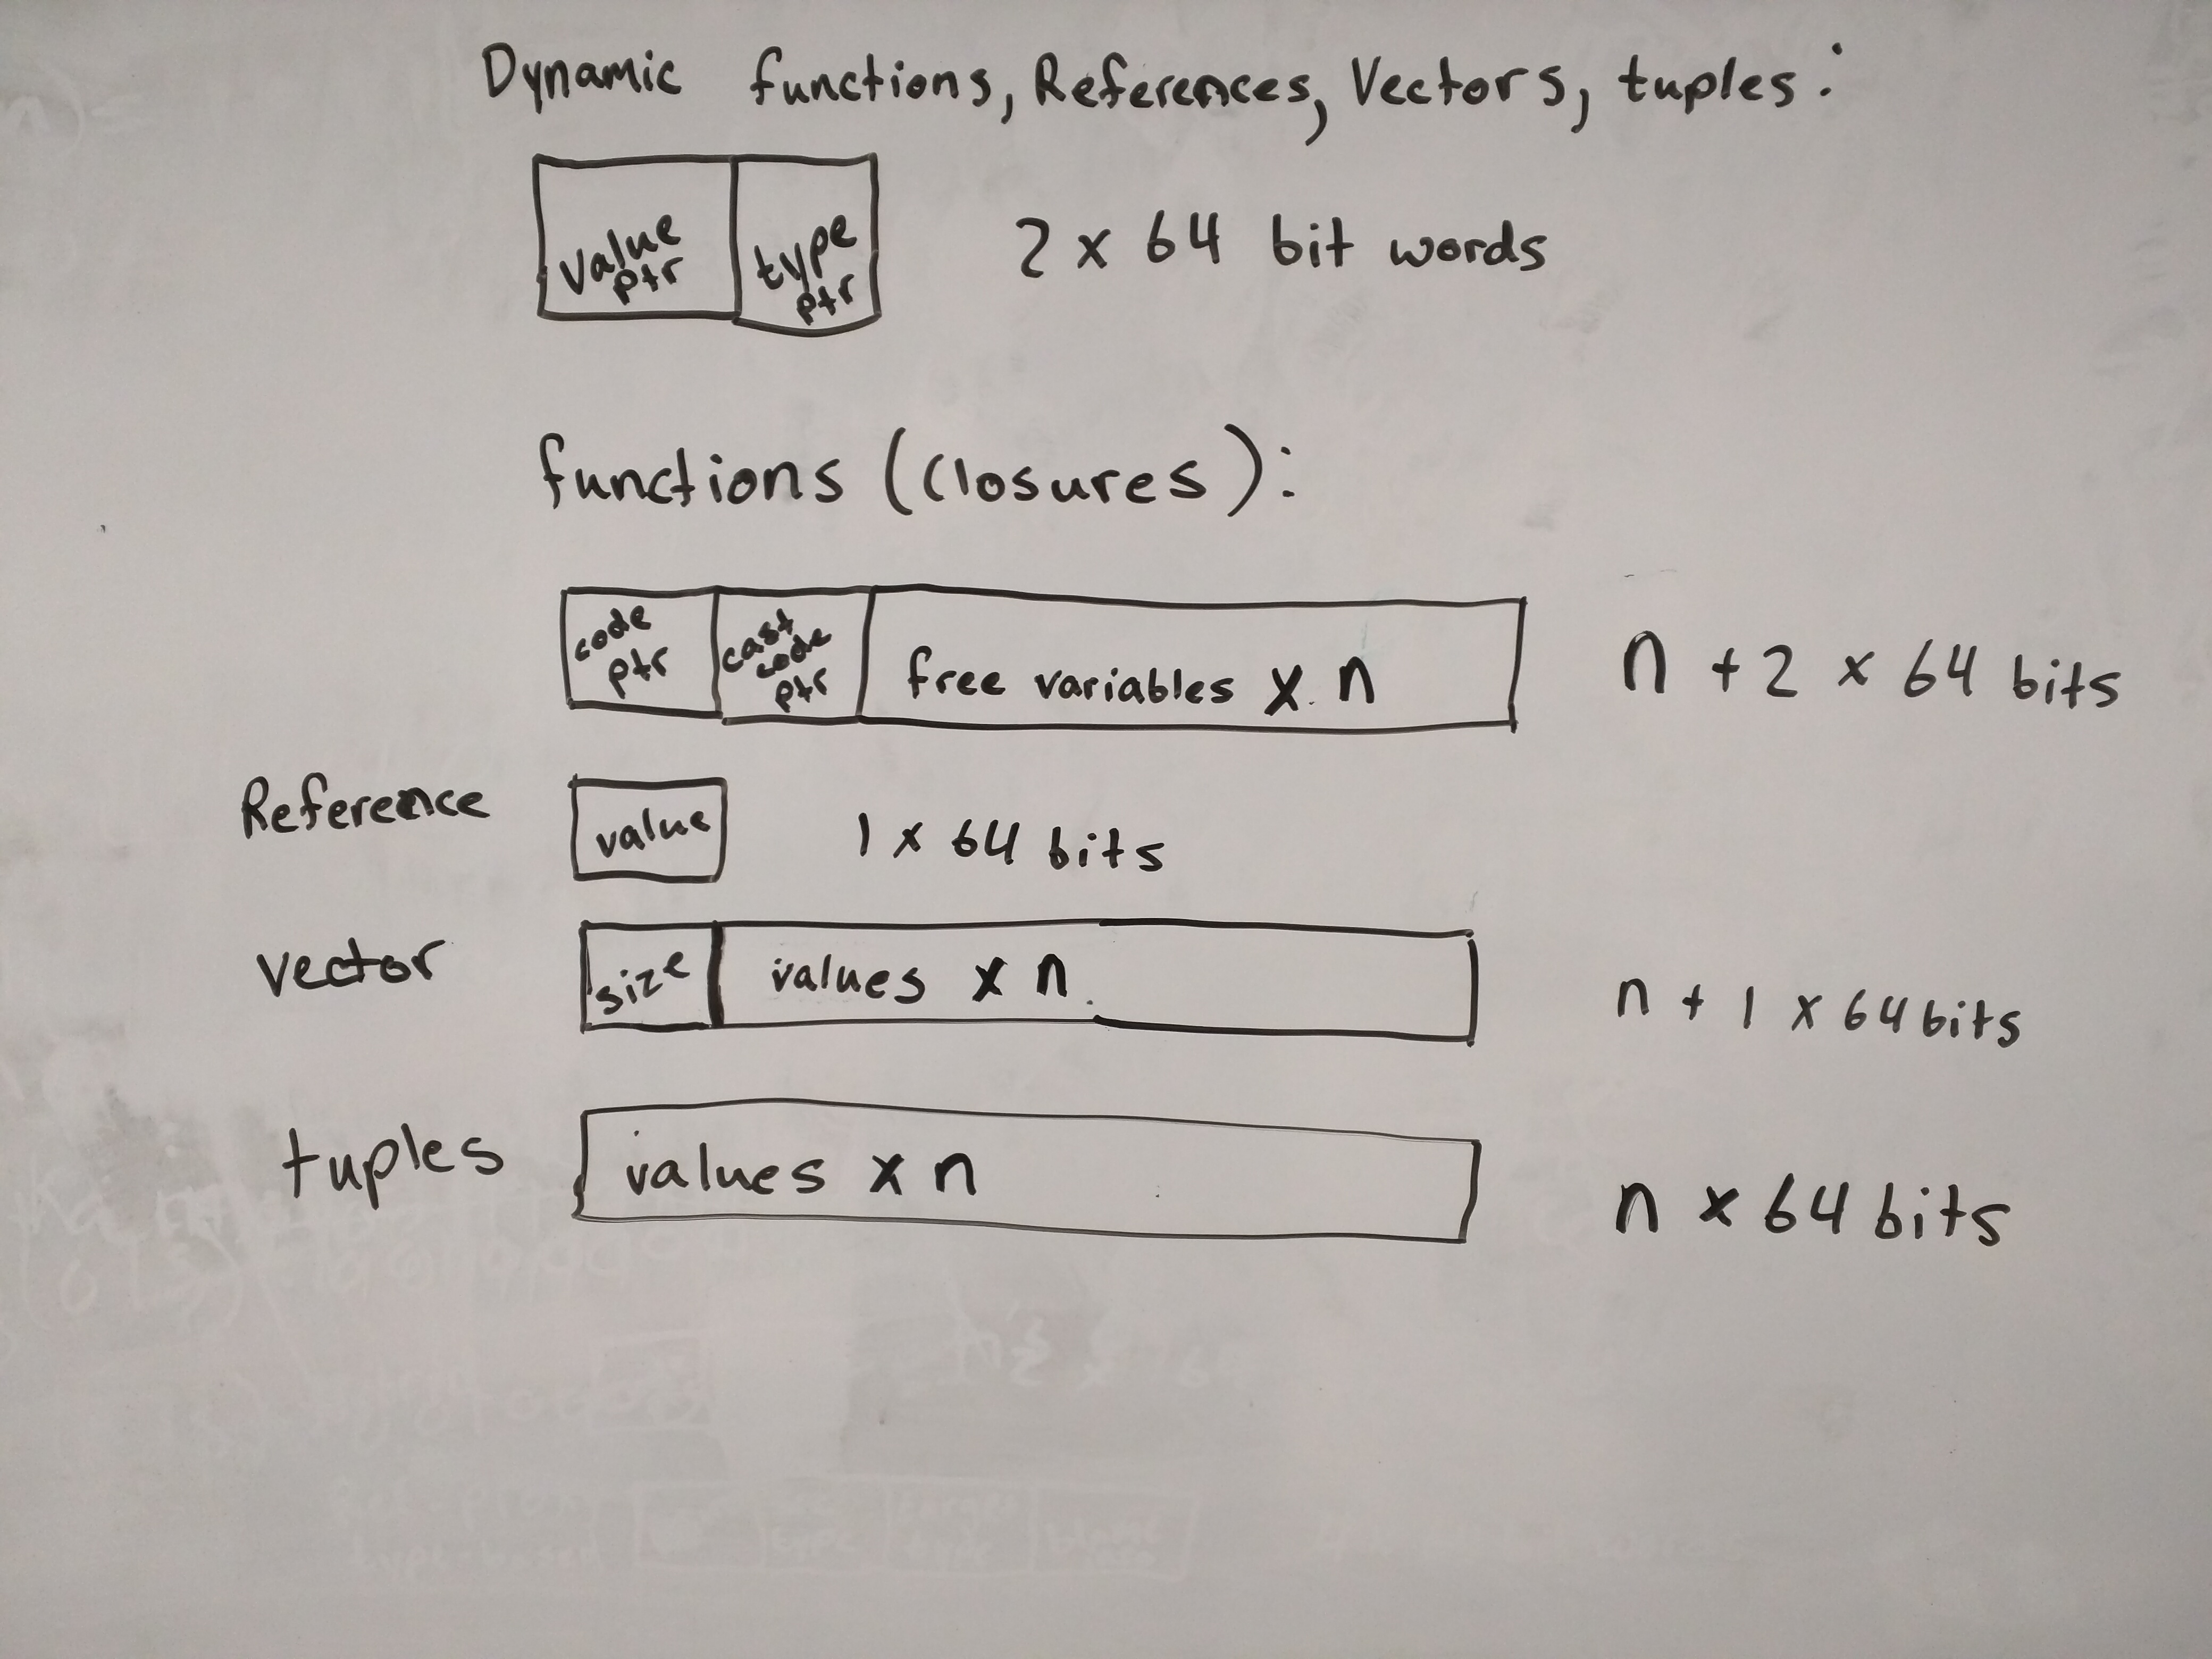 Dynamic functions, References, Vectors, tuples:
value ptr type ptr 2 x 64 bit words
functions (closures):
code ptr cast code ptr free variables x n n + 2 x 64 bits
Reference value 1 x 64 bits
vector size values x n n + 1 x 64 bits
tuples values x n n x 64 bits